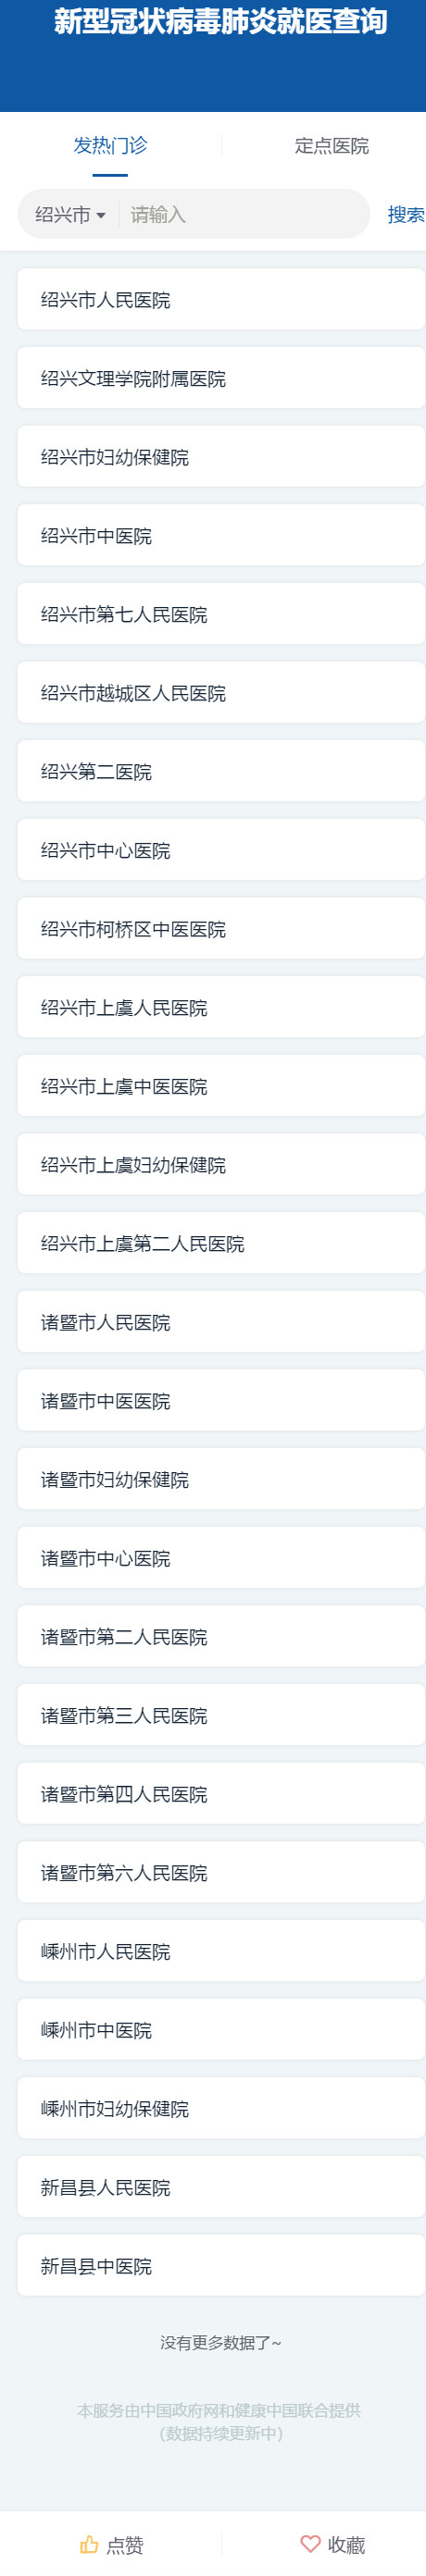 新型冠状病毒肺炎就医查询
发热门诊 定点医院
绍兴市 请输入 搜索
绍兴市人民医院
绍兴文理学院附属医院
绍兴市妇幼保健院
绍兴市中医院
绍兴市第七人民医院
绍兴市越城区人民医院
绍兴第二医院
绍兴市中心医院
绍兴市柯桥区中医医院
绍兴市上虞人民医院
绍兴市上虞中医医院
绍兴市上虞妇幼保健院
绍兴市上虞第二人民医院
诸暨市人民医院
诸暨市中医医院
诸暨市妇幼保健院
诸暨市中心医院
诸暨市第二人民医院
诸暨市第三人民医院
诸暨市第四人民医院
诸暨市第六人民医院
嵊州市人民医院
嵊州市中医院
嵊州市妇幼保健院
新昌县人民医院
新昌县中医院
没有更多数据了~
本服务由中国政府网和健康中国联合提供
（数据持续更新中）
点赞 收藏